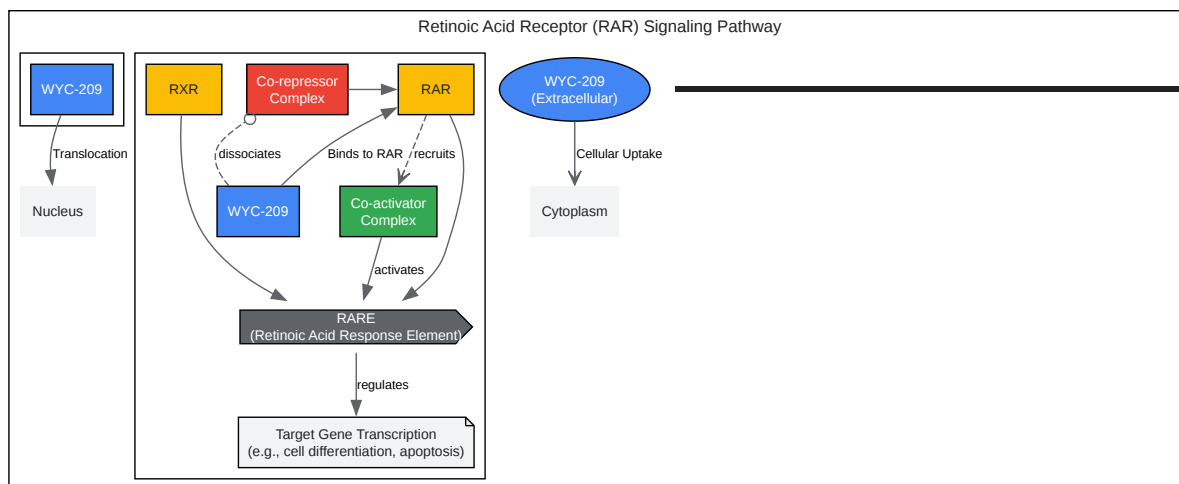 Retinoic Acid Receptor (RAR) Signaling Pathway
WYC-209
RXR
Co-repressor
Complex
RAR
WYC-209
(Extracellular)
Translocation
dissociates
Binds to RAR
recruits
Cellular Uptake
Nucleus
WYC-209
Co-activator
Complex
Cytoplasm
activates
RARE
(Retinoic Acid Response Element)
regulates
Target Gene Transcription
(e.g., cell differentiation, apoptosis)